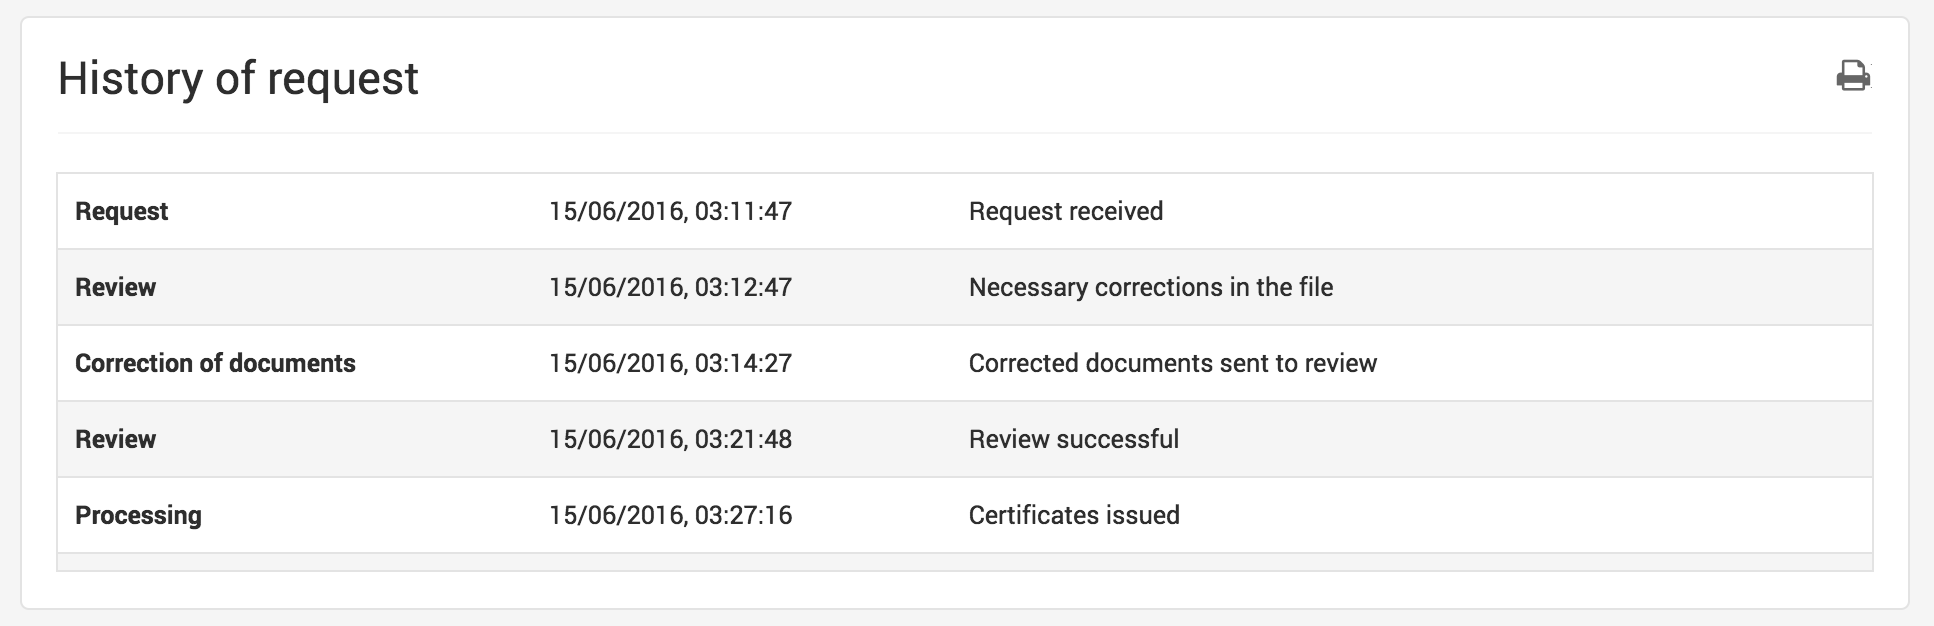 History of request
Request 15/06/2016, 03:11:47 Request received
Review 15/06/2016, 03:12:47 Necessary corrections in the file
Correction of documents 15/06/2016, 03:14:27 Corrected documents sent to review
Review 15/06/2016, 03:21:48 Review successful
Processing 15/06/2016, 03:27:16 Certificates issued